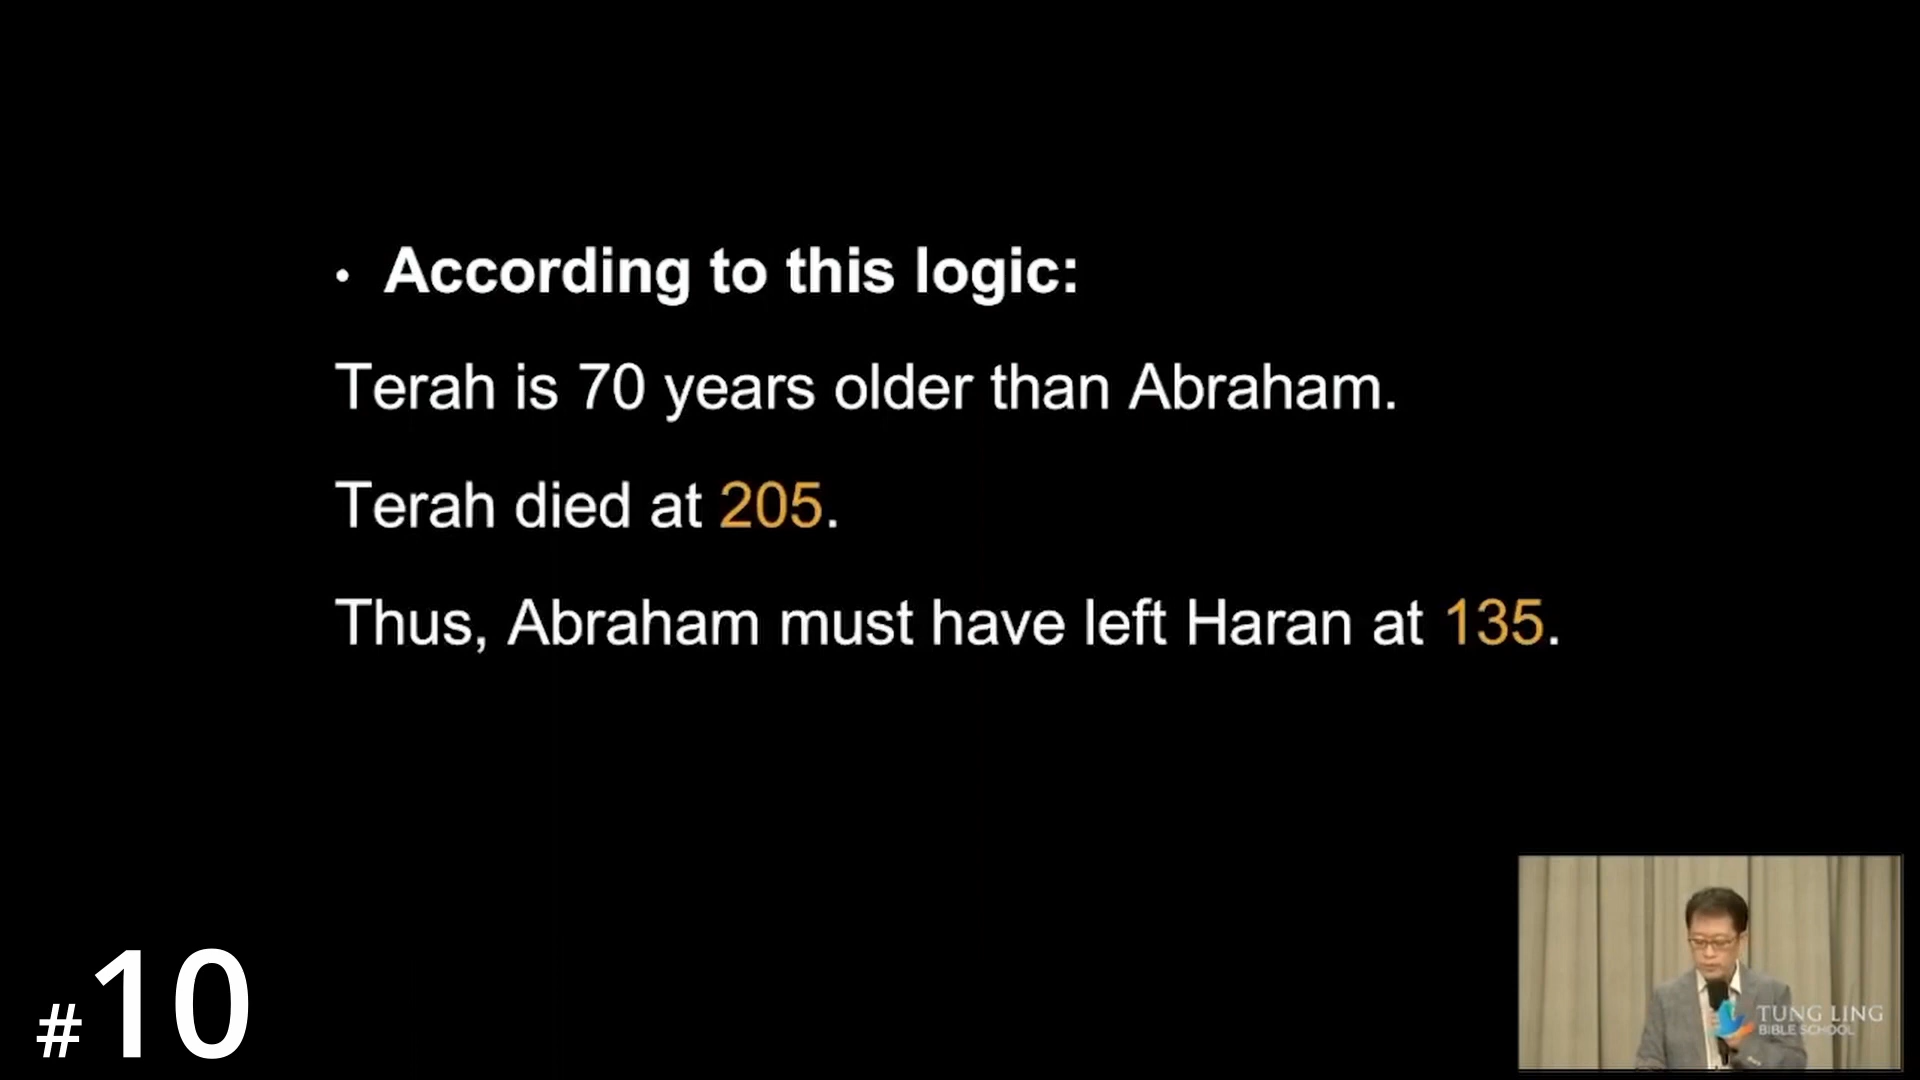 • According to this logic:
Terah is 70 years older than Abraham.
Terah died at 205.
Thus, Abraham must have left Haran at 135.
#10
TUNG LING
BIBLE SCHOOL